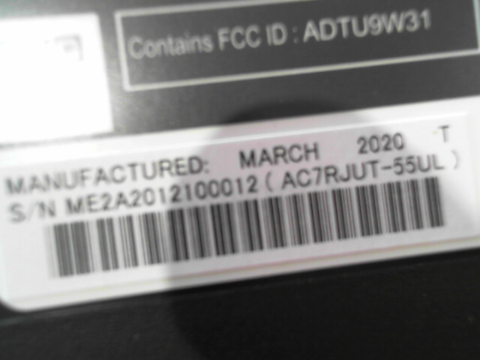 Contains FCC ID : ADTU9W31
MANUFACTURED: MARCH 2020 T
S/N ME2A2012100012 ( AC7RJUT-55UL )